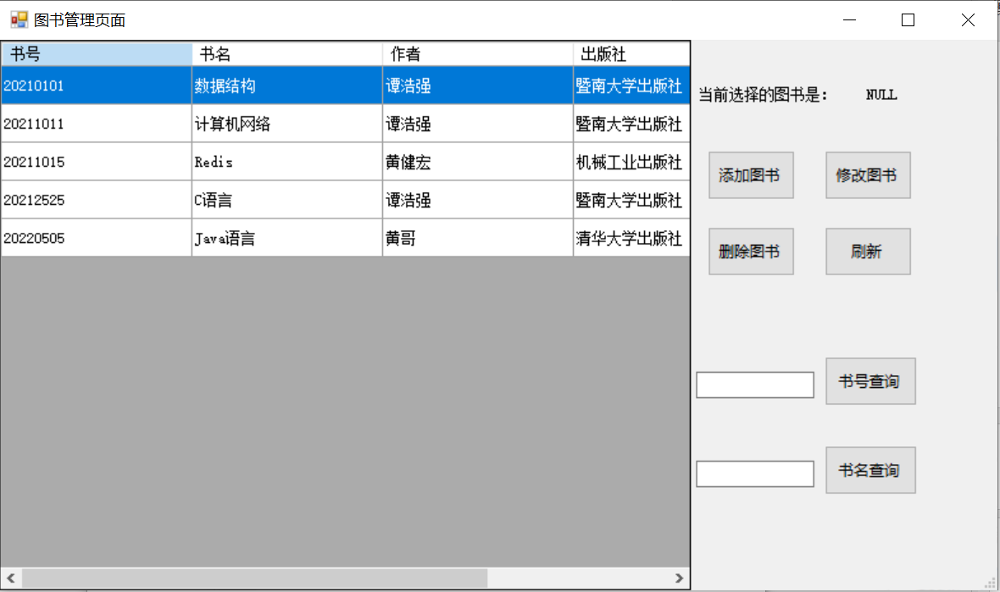 图书管理页面
书号 书名 作者 出版社
20210101 数据结构 谭浩强 暨南大学出版社
20211011 计算机网络 谭浩强 暨南大学出版社
20211015 Redis 黄健宏 机械工业出版社
20212525 C语言 谭浩强 暨南大学出版社
20220505 Java语言 黄哥 清华大学出版社
当前选择的图书是： NULL
添加图书 修改图书
删除图书 刷新
书号查询
书名查询